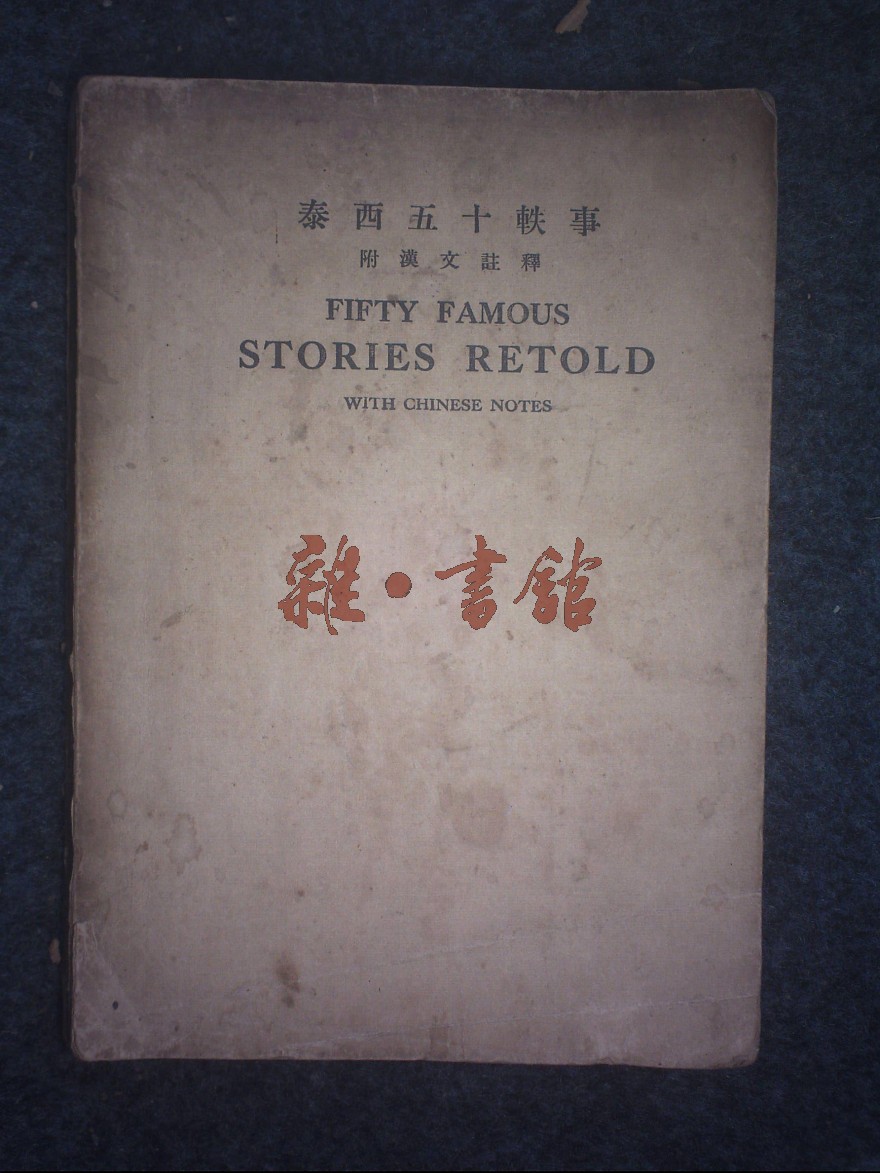 泰西五十軼事
附漢文註釋
FIFTY FAMOUS
STORIES RETOLD
WITH CHINESE NOTES
雜·書館